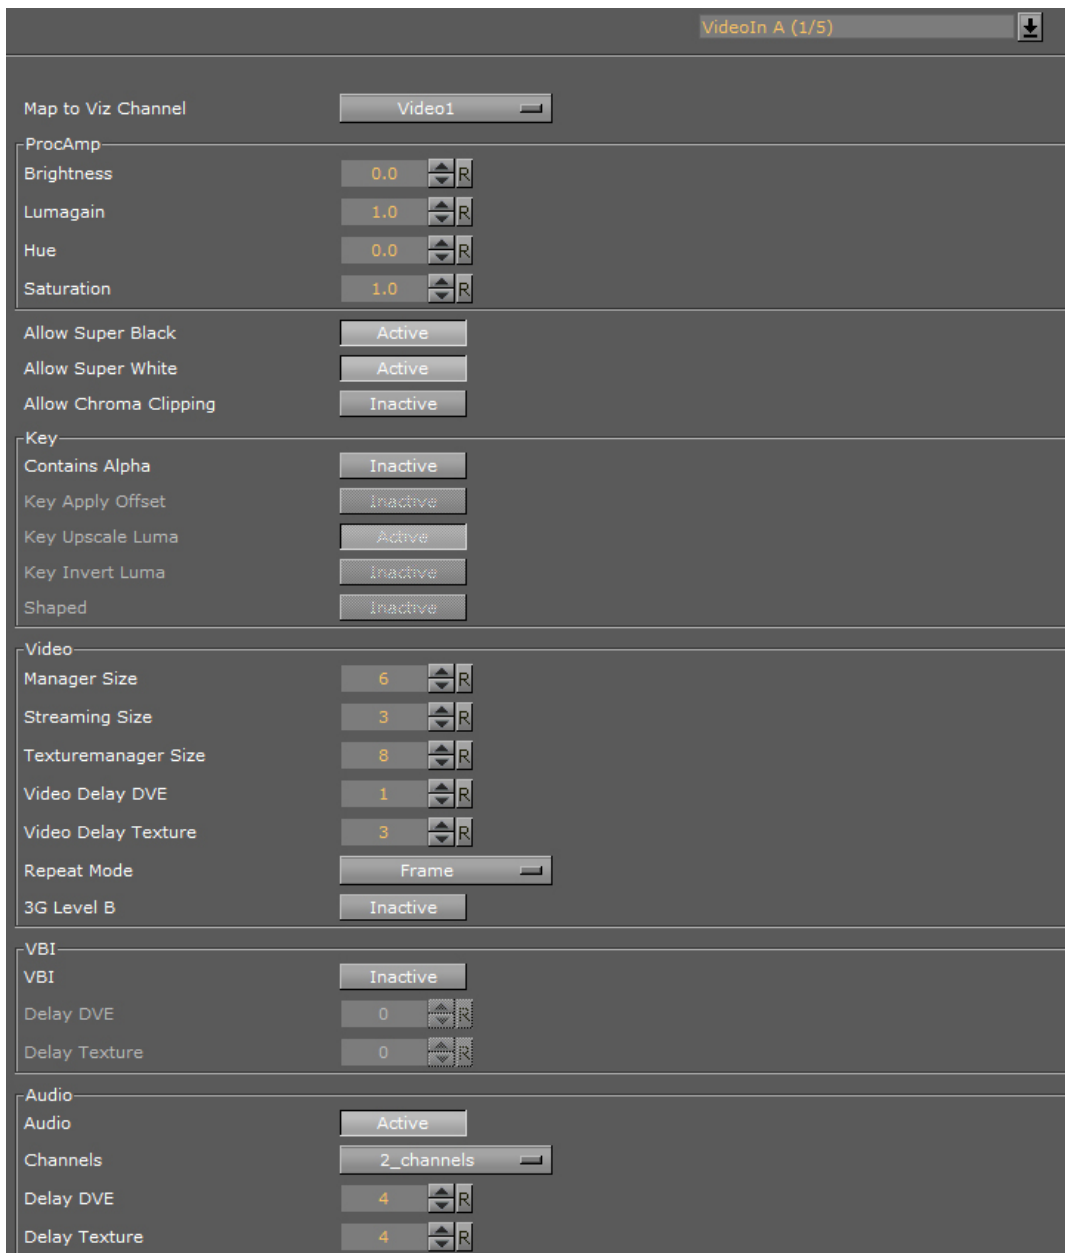 VideoIn A (1/5)
Map to Viz Channel Video1
ProcAmp
Brightness 0.0 R
Lumagain 1.0 R
Hue 0.0 R
Saturation 1.0 R
Allow Super Black Active
Allow Super White Active
Allow Chroma Clipping Inactive
Key
Contains Alpha Inactive
Key Apply Offset Inactive
Key Upscale Luma Active
Key Invert Luma Inactive
Shaped Inactive
Video
Manager Size 6 R
Streaming Size 3 R
Texturemanager Size 8 R
Video Delay DVE 1 R
Video Delay Texture 3 R
Repeat Mode Frame
3G Level B Inactive
VBI
VBI Inactive
Delay DVE 0 R
Delay Texture 0 R
Audio
Audio Active
Channels 2_channels
Delay DVE 4 R
Delay Texture 4 R